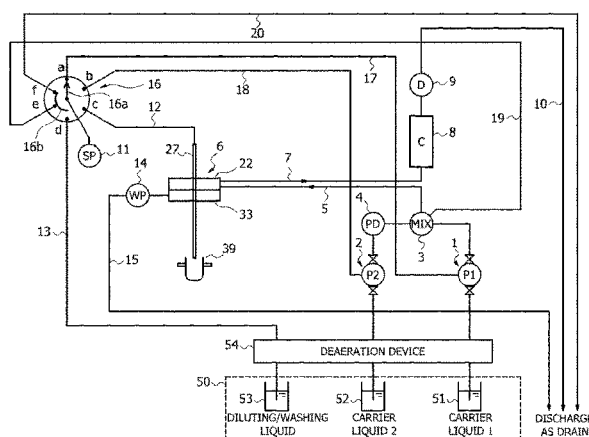 20
a
b
16
17
f
16a
18
e
c
12
d
16b
SP
11
27
6
22
7
D
9
10
C
8
19
14
WP
33
5
4
PD
MIX
3
13
15
39
2
P2
1
P1
54
DEAERATION DEVICE
50
53
52
51
DILUTING/WASHING LIQUID
CARRIER LIQUID 2
CARRIER LIQUID 1
DISCHARGE AS DRAIN